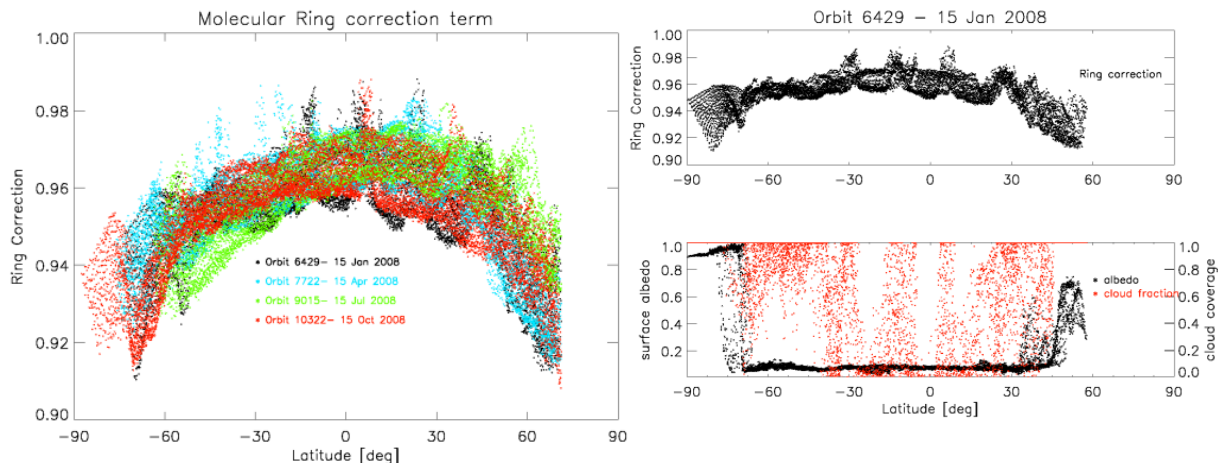 Molecular Ring correction term
1.00
0.98
0.96
0.94
0.92
0.90
Ring Correction
Orbit 6429- 15 Jan 2008
Orbit 7722- 15 Apr 2008
Orbit 9015- 15 Jul 2008
Orbit 10322- 15 Oct 2008
-90 -60 -30 0 30 60 90
Latitude [deg]
Orbit 6429 - 15 Jan 2008
1.00
0.98
0.96
0.94
0.92
0.90
Ring Correction
Ring correction
-90 -60 -30 0 30 60 90
1.0
0.8
0.6
0.4
0.2
surface albedo
albedo
cloud fraction
1.0
0.8
0.6
0.4
0.2
0.0
cloud coverage
-90 -60 -30 0 30 60 90
Latitude [deg]